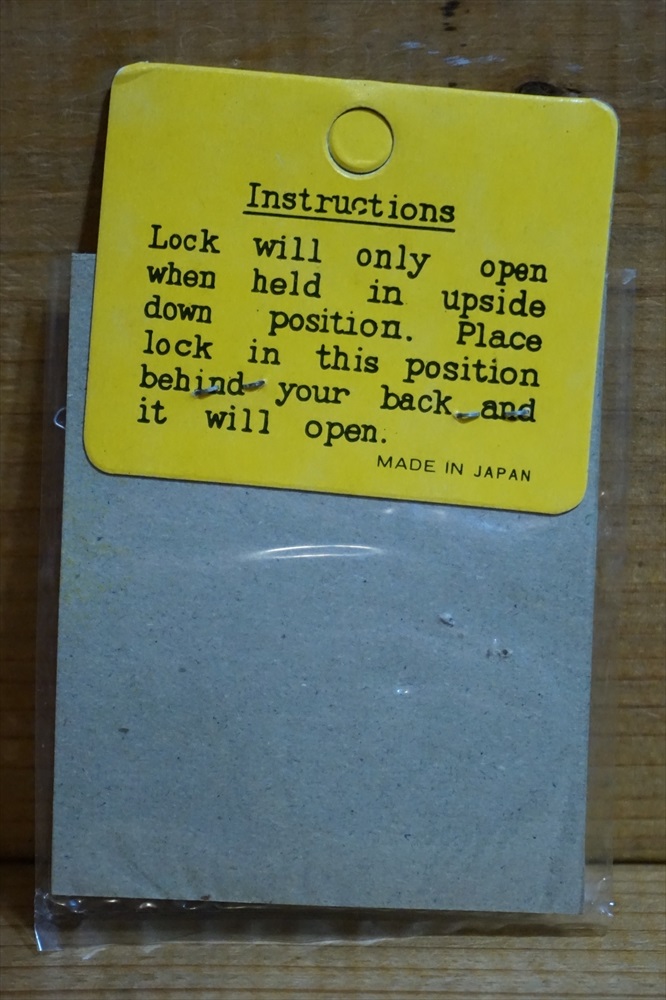 Instructions
Lock will only open
when held in upside
down position. Place
lock in this position
behind your back and
it will open.
MADE IN JAPAN